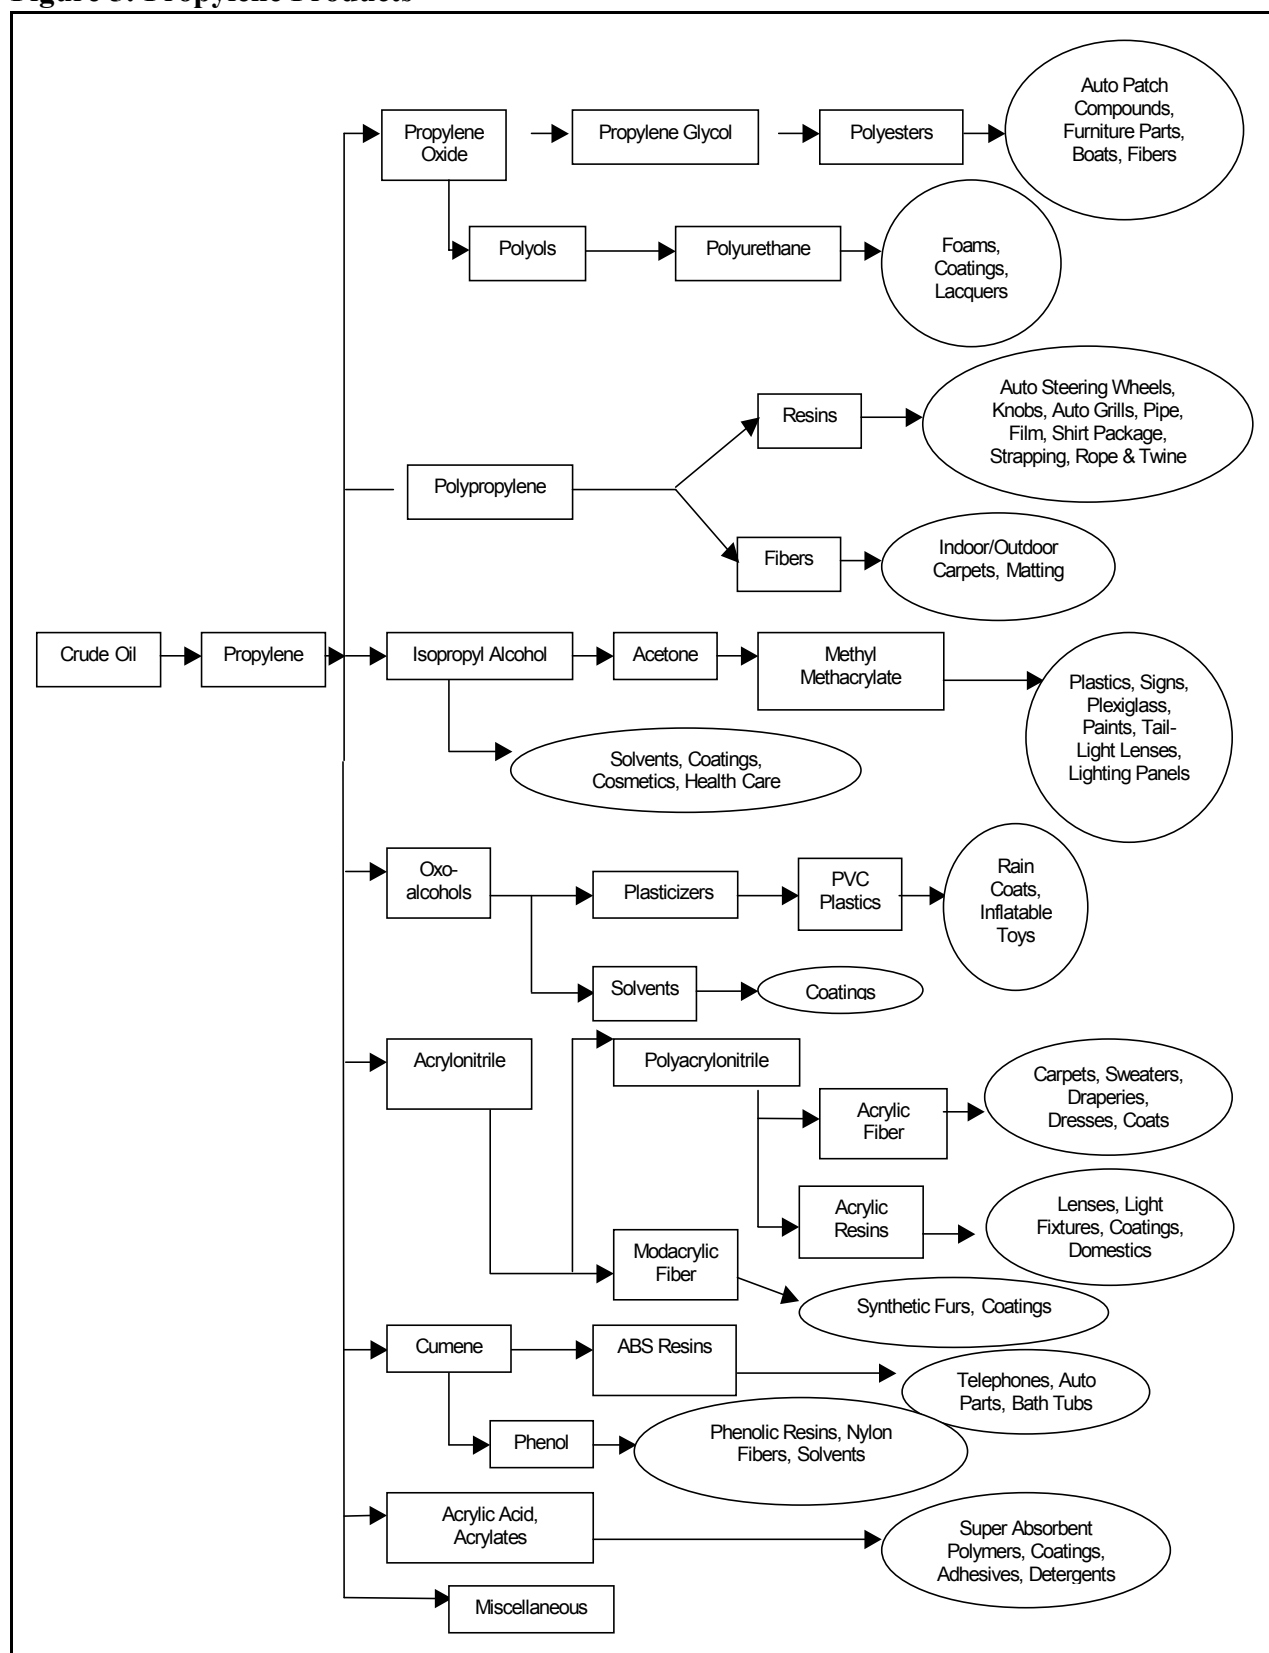 Figure 3: Propylene Products
Auto Patch
Compounds,
Furniture Parts,
Boats, Fibers
Propylene
Oxide
Propylene Glycol
Polyesters
Polyols
Polyurethane
Foams,
Coatings,
Lacquers
Resins
Auto Steering Wheels,
Knobs, Auto Grills, Pipe,
Film, Shirt Package,
Strapping, Rope & Twine
Polypropylene
Fibers
Indoor/Outdoor
Carpets, Matting
Crude Oil
Propylene
Isopropyl Alcohol
Acetone
Methyl
Methacrylate
Plastics, Signs,
Plexiglass,
Paints, Tail-
Light Lenses,
Lighting Panels
Solvents, Coatings,
Cosmetics, Health Care
Oxo-
alcohols
Plasticizers
PVC
Plastics
Rain
Coats,
Inflatable
Toys
Solvents
Coatings
Acrylonitrile
Polyacrylonitrile
Acrylic
Fiber
Carpets, Sweaters,
Draperies,
Dresses, Coats
Acrylic
Resins
Lenses, Light
Fixtures, Coatings,
Domestics
Modacrylic
Fiber
Synthetic Furs, Coatings
Cumene
ABS Resins
Telephones, Auto
Parts, Bath Tubs
Phenol
Phenolic Resins, Nylon
Fibers, Solvents
Acrylic Acid,
Acrylates
Super Absorbent
Polymers, Coatings,
Adhesives, Detergents
Miscellaneous